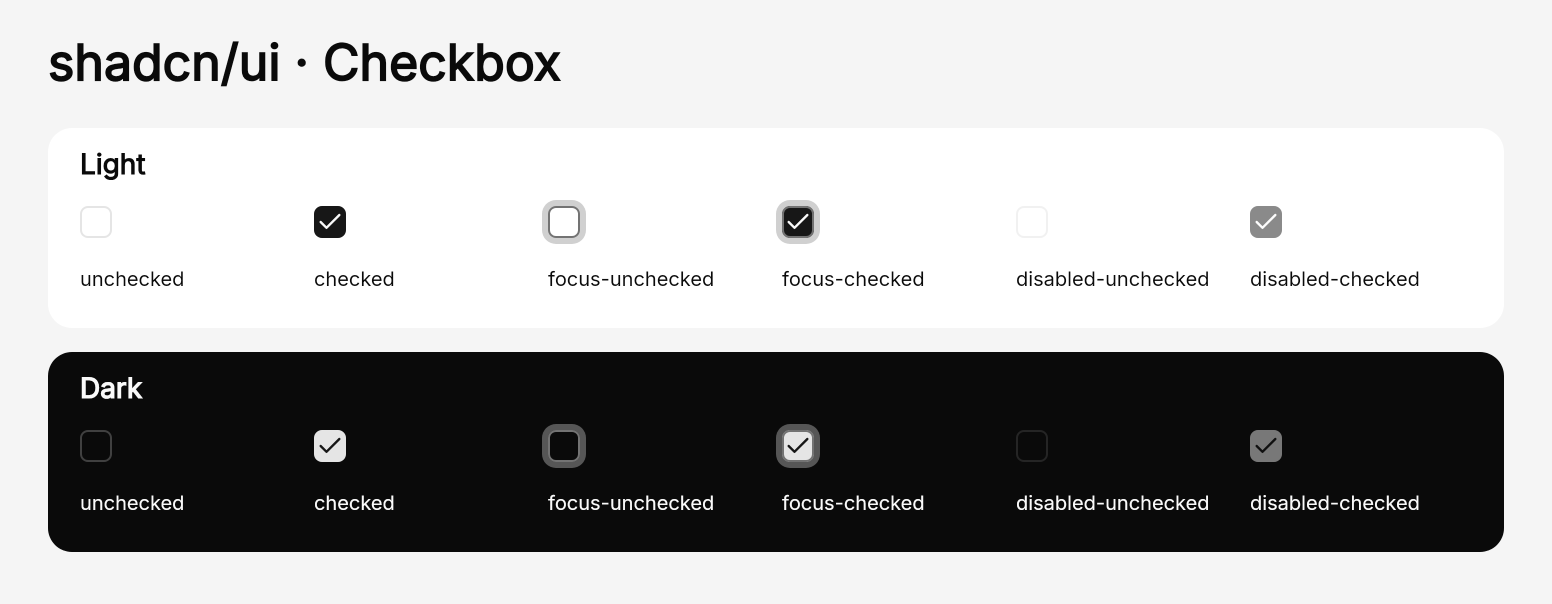 shadcn/ui · Checkbox
Light
unchecked checked focus-unchecked focus-checked disabled-unchecked disabled-checked
Dark
unchecked checked focus-unchecked focus-checked disabled-unchecked disabled-checked